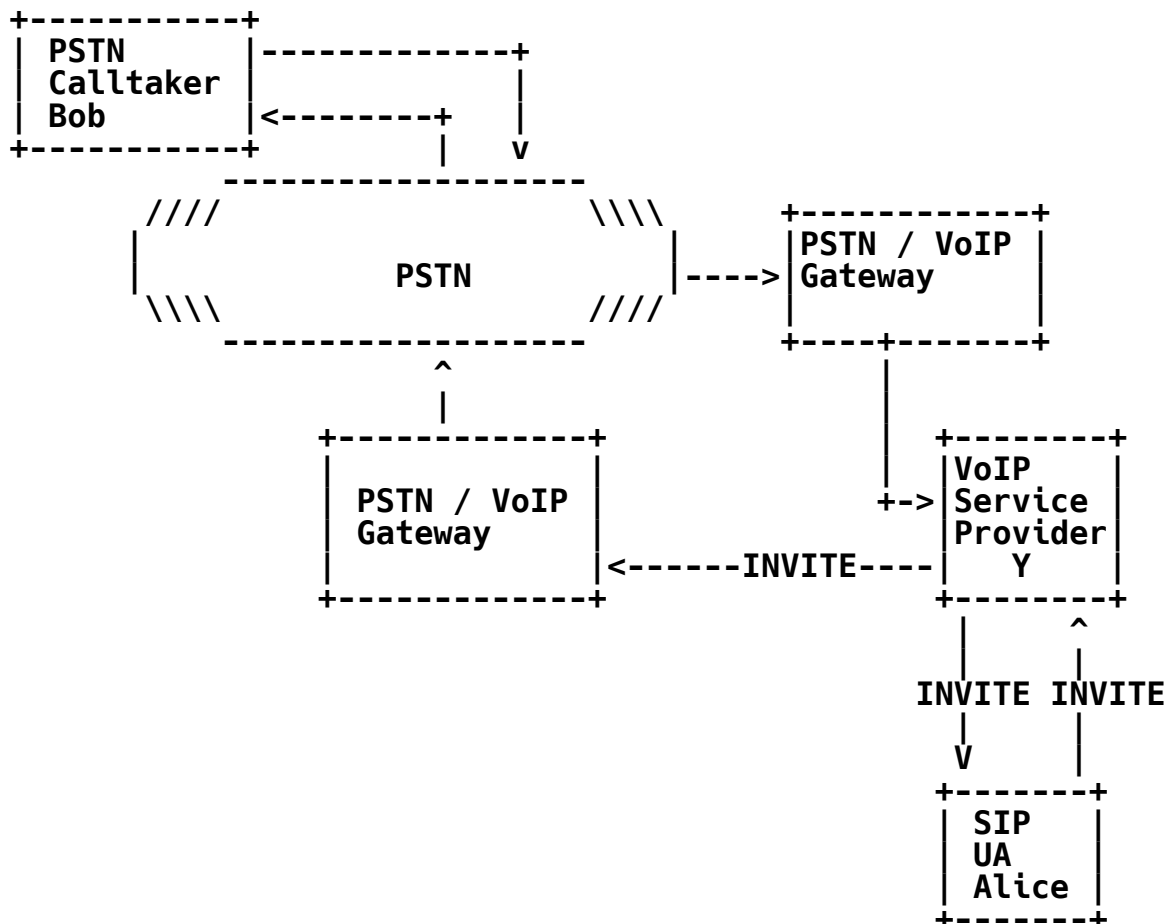 PSTN
Calltaker
Bob
PSTN / VoIP
Gateway
PSTN
VoIP
Service
Provider
Y
PSTN / VoIP
Gateway
INVITE
INVITE INVITE
SIP
UA
Alice